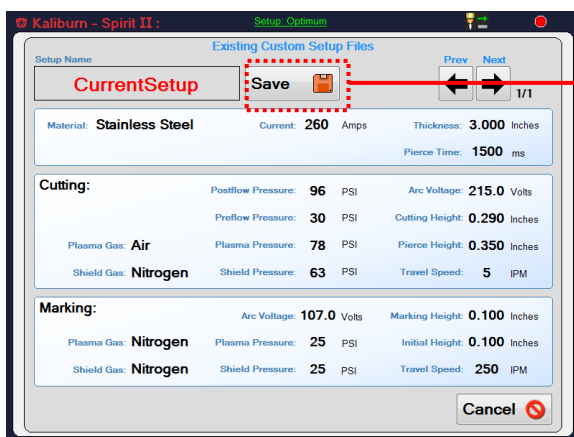 Kaliburn - Spirit II :
Setup: Optimum
Existing Custom Setup Files
Setup Name
Prev Next
CurrentSetup
Save
1/1
Material: Stainless Steel Current: 260 Amps Thickness: 3.000 Inches
Pierce Time: 1500 ms
Cutting: Postflow Pressure: 96 PSI Arc Voltage: 215.0 Volts
Preflow Pressure: 30 PSI Cutting Height: 0.290 Inches
Plasma Gas: Air Plasma Pressure: 78 PSI Pierce Height: 0.350 Inches
Shield Gas: Nitrogen Shield Pressure: 63 PSI Travel Speed: 5 IPM
Marking: Arc Voltage: 107.0 Volts Marking Height: 0.100 Inches
Plasma Gas: Nitrogen Plasma Pressure: 25 PSI Initial Height: 0.100 Inches
Shield Gas: Nitrogen Shield Pressure: 25 PSI Travel Speed: 250 IPM
Cancel